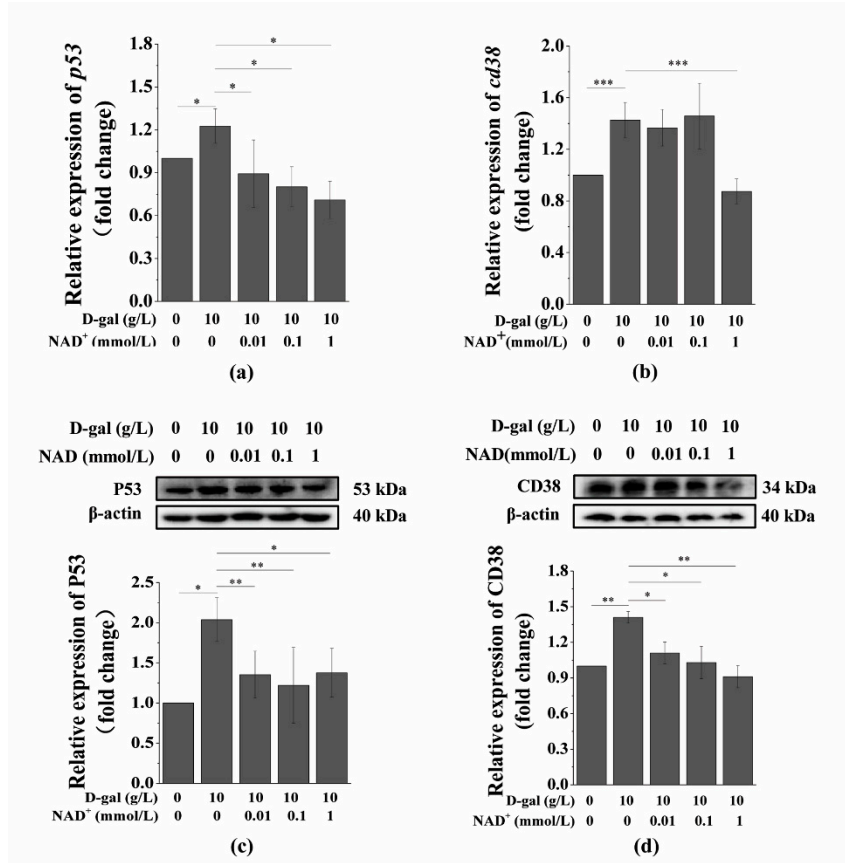 Relative expression of p53
(fold change)
1.8
1.5
1.2
0.9
0.6
0.3
0.0
*
*
*
*
D-gal (g/L) 0 10 10 10 10
NAD+ (mmol/L) 0 0 0.01 0.1 1
(a)
Relative expression of cd38
(fold change)
2.0
1.6
1.2
0.8
0.4
0.0
***
***
D-gal (g/L) 0 10 10 10 10
NAD+(mmol/L) 0 0 0.01 0.1 1
(b)
D-gal (g/L) 0 10 10 10 10
NAD (mmol/L) 0 0 0.01 0.1 1
P53 53 kDa
β-actin 40 kDa
Relative expression of P53
(fold change)
2.5
2.0
1.5
1.0
0.5
0.0
*
**
**
*
D-gal (g/L) 0 10 10 10 10
NAD+ (mmol/L) 0 0 0.01 0.1 1
(c)
D-gal (g/L) 0 10 10 10 10
NAD(mmol/L) 0 0 0.01 0.1 1
CD38 34 kDa
β-actin 40 kDa
Relative expression of CD38
(fold change)
1.8
1.5
1.2
0.9
0.6
0.3
0.0
**
*
*
**
D-gal (g/L) 0 10 10 10 10
NAD+ (mmol/L) 0 0 0.01 0.1 1
(d)